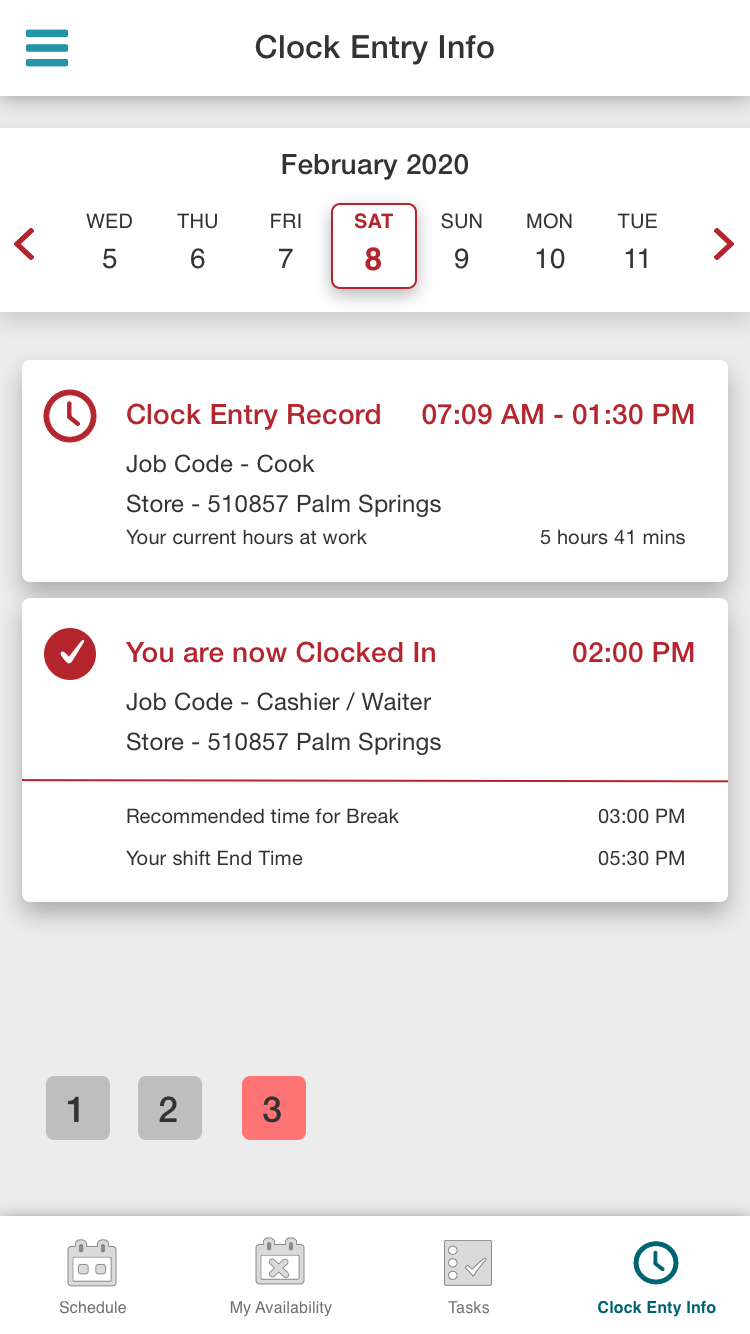 Clock Entry Info
February 2020
WED THU FRI SAT SUN MON TUE
5 6 7 8 9 10 11
Clock Entry Record 07:09 AM - 01:30 PM
Job Code - Cook
Store - 510857 Palm Springs
Your current hours at work 5 hours 41 mins
You are now Clocked In 02:00 PM
Job Code - Cashier / Waiter
Store - 510857 Palm Springs
Recommended time for Break 03:00 PM
Your shift End Time 05:30 PM
1 2 3
Schedule My Availability Tasks Clock Enty Info